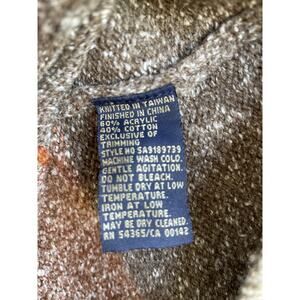 KNITTED IN TAIWAN
FINISHED IN CHINA
60% ACRYLIC
40% COTTON
EXCLUSIVE OF
TRIMMING
STYLE NO SA9189739
MACHINE WASH COLD.
GENTLE AGITATION.
DO NOT BLEACH.
TUMBLE DRY AT LOW
TEMPERATURE.
IRON AT LOW
TEMPERATURE.
MAY BE DRY CLEANED.
RN 54365/CA 00142